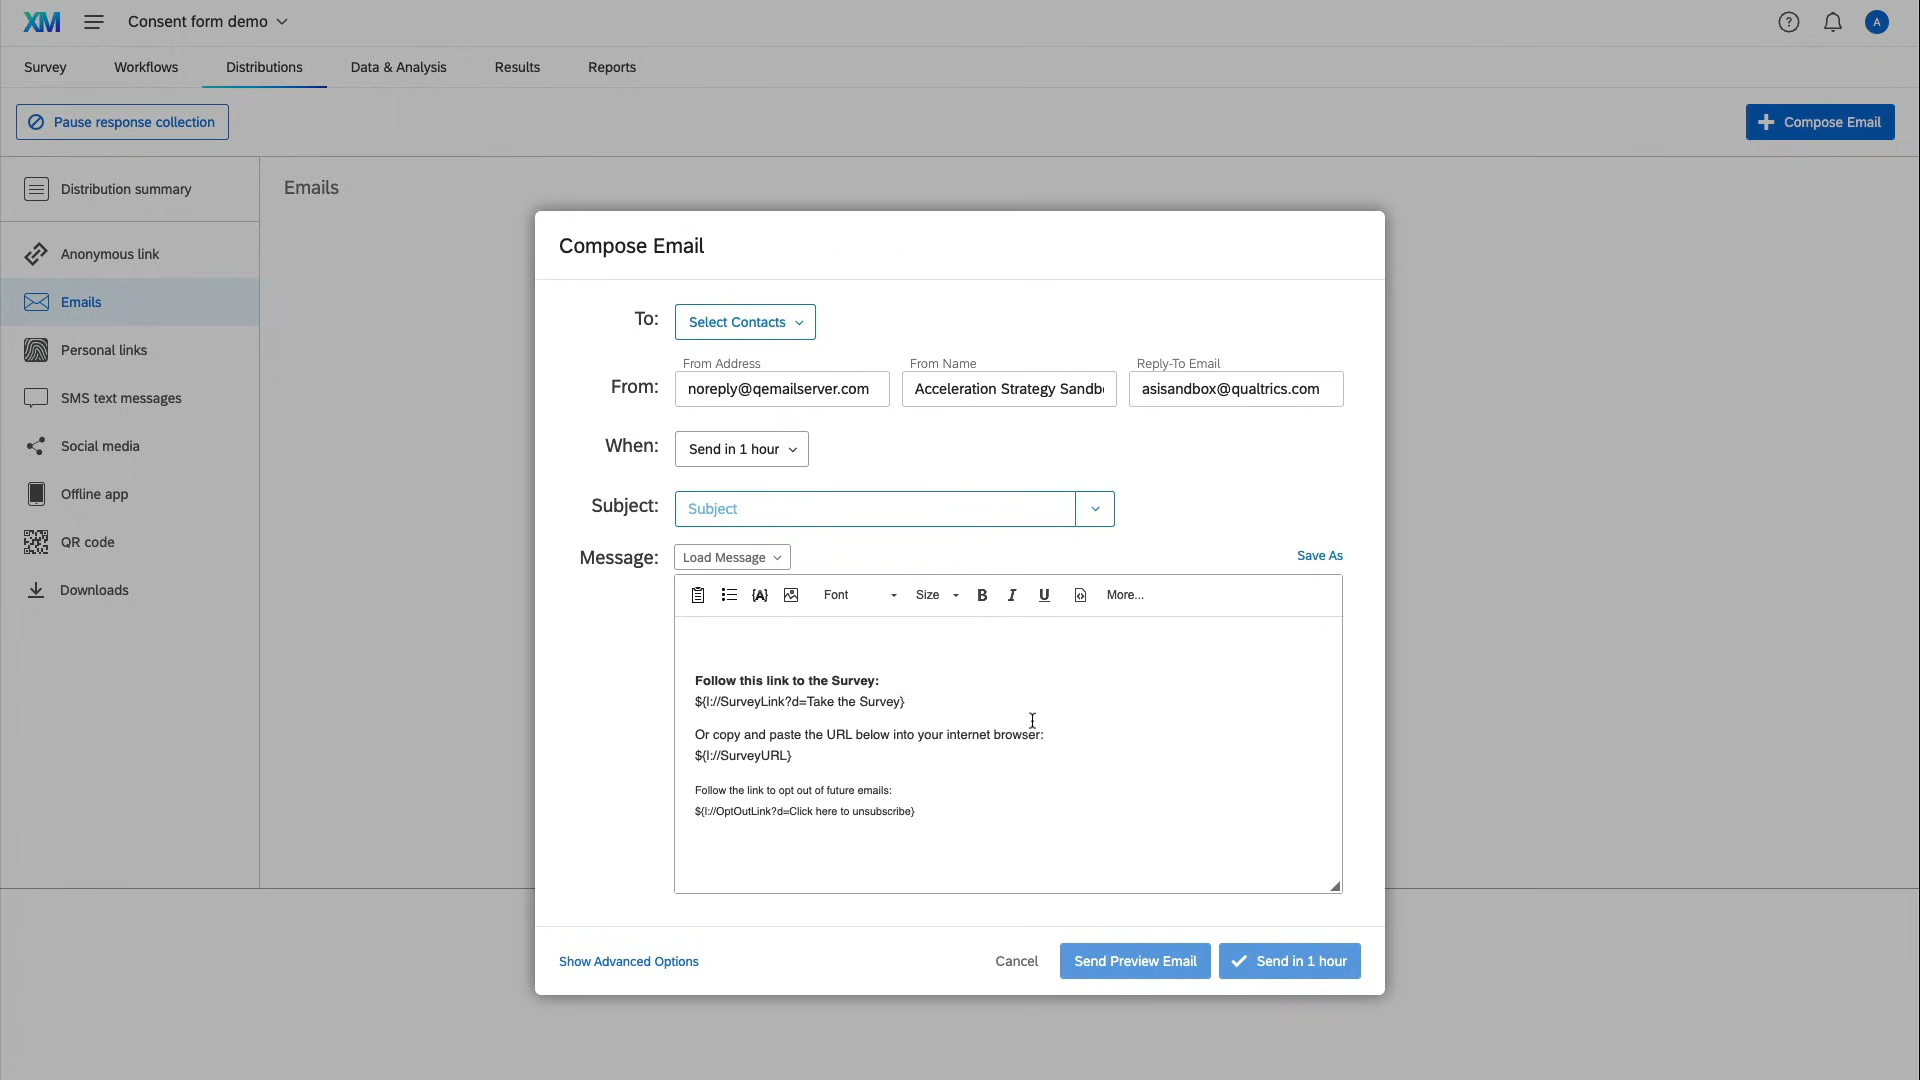 XM
Consent form demo
A
Survey
Workflows
Distributions
Data & Analysis
Results
Reports
Pause response collection
Compose Email
Distribution summary
Anonymous link
Emails
Personal links
SMS text messages
Social media
Offline app
QR code
Downloads
Emails
Compose Email
To:
Select Contacts
From Address
From Name
Reply-To Email
From:
noreply@qemailserver.com
Acceleration Strategy Sandb
asisandbox@qualtrics.com
When:
Send in 1 hour
Subject:
Subject
Message:
Load Message
Save As
{A}
Font
Size
B
I
U
More...
Follow this link to the Survey:
${l://SurveyLink?d=Take the Survey}
Or copy and paste the URL below into your internet browser:
${l://SurveyURL}
Follow the link to opt out of future emails:
${l://OptOutLink?d=Click here to unsubscribe}
Show Advanced Options
Cancel
Send Preview Email
Send in 1 hour